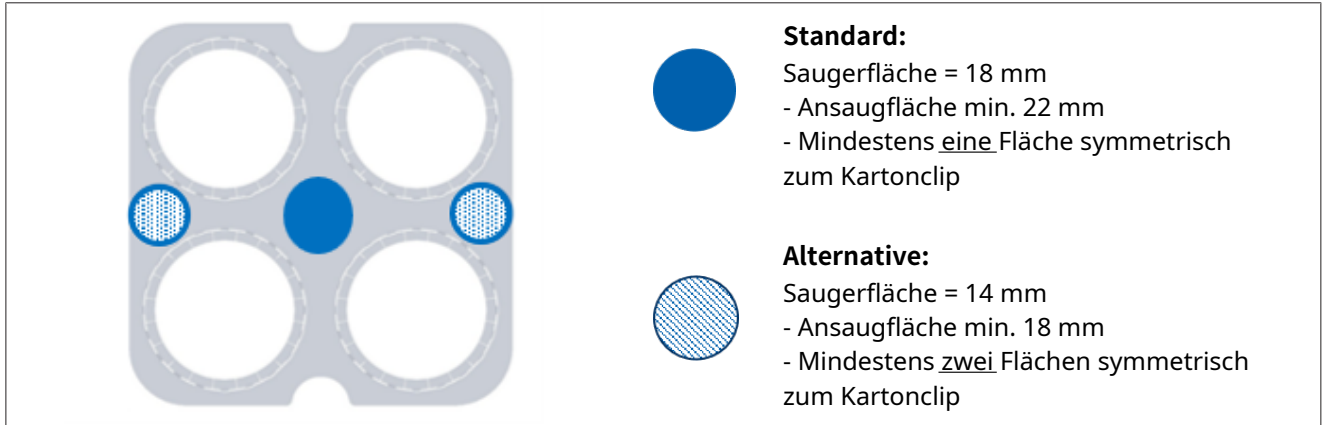 Standard:
Saugerfläche = 18 mm
- Ansaugfläche min. 22 mm
- Mindestens eine Fläche symmetrisch
zum Kartonclip
Alternative:
Saugerfläche = 14 mm
- Ansaugfläche min. 18 mm
- Mindestens zwei Flächen symmetrisch
zum Kartonclip